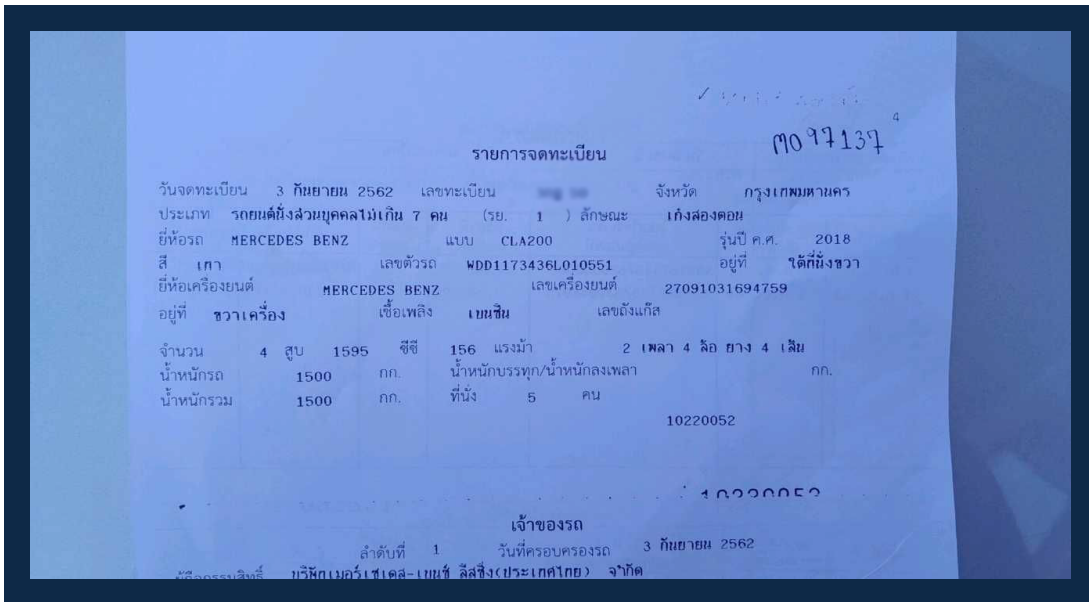 4
M097137
รายการจดทะเบียน
วันจดทะเบียน 3 กันยายน 2562 เลขทะเบียน จังหวัด กรุงเทพมหานคร
ประเภท รถยนต์นั่งส่วนบุคคลไม่เกิน 7 คน (รย. 1 ) ลักษณะ เก๋งสองตอน
ยี่ห้อรถ MERCEDES BENZ แบบ CLA200 รุ่นปี ค.ศ. 2018
สี เทา เลขตัวรถ WDD1173436L010551 อยู่ที่ ใต้ที่นั่งขวา
ยี่ห้อเครื่องยนต์ MERCEDES BENZ เลขเครื่องยนต์ 27091031694759
อยู่ที่ ขวาเครื่อง เชื้อเพลิง เบนซิน เลขถังแก๊ส
จำนวน 4 สูบ 1595 ซีซี 156 แรงม้า 2 เพลา 4 ล้อ ยาง 4 เส้น
น้ำหนักรถ 1500 กก. น้ำหนักบรรทุก/น้ำหนักลงเพลา กก.
น้ำหนักรวม 1500 กก. ที่นั่ง 5 คน
10220052
10220052
เจ้าของรถ
ลำดับที่ 1 วันที่ครอบครองรถ 3 กันยายน 2562
ผู้ถือกรรมสิทธิ์ บริษัทเมอร์เซเดส-เบนซ์ ลีสซิ่ง(ประเทศไทย) จำกัด